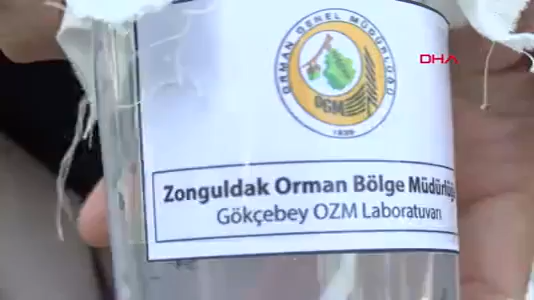 DHA
ORMAN GENEL MÜDÜRLÜĞÜ
OGM
1839
Zonguldak Orman Bölge Müdürlüğü
Gökçebey OZM Laboratuvarı